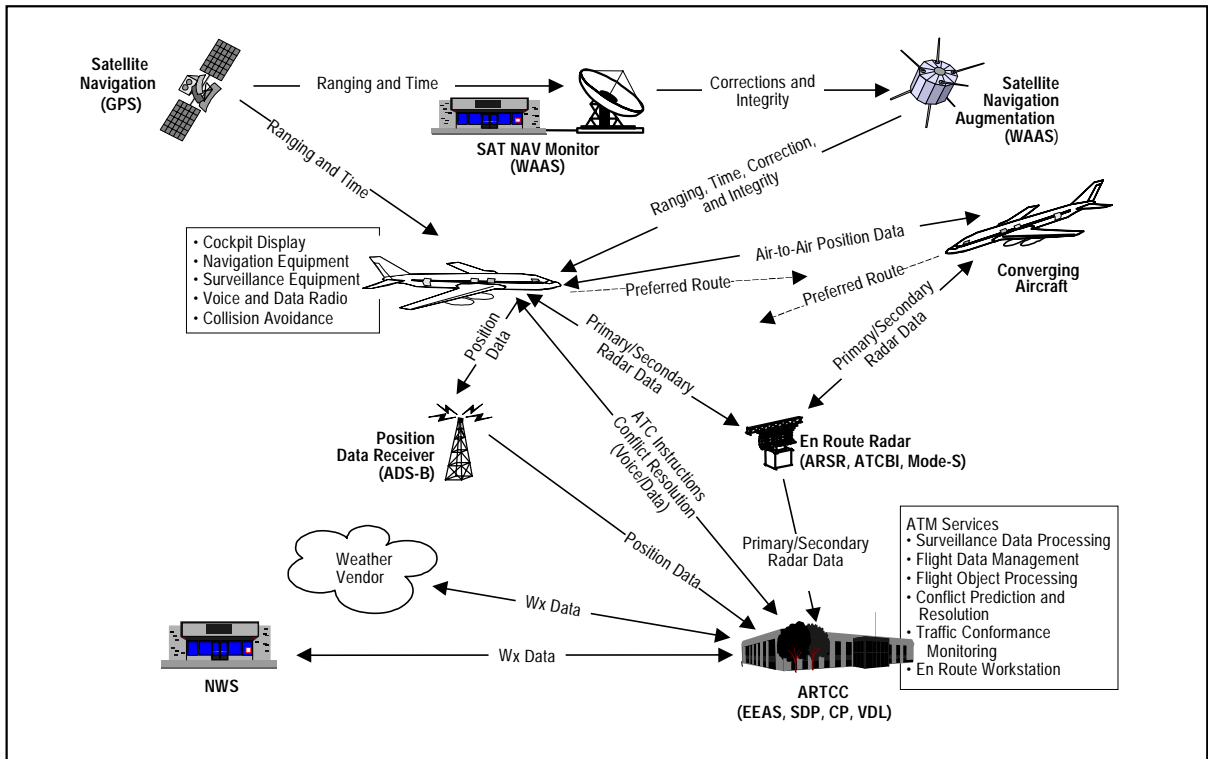 Satellite
Navigation
(GPS)
Ranging and Time
SAT NAV Monitor
(WAAS)
Corrections and
Integrity
Satellite
Navigation
Augmentation
(WAAS)
Ranging and Time
Ranging, Time, Correction,
and Integrity
• Cockpit Display
• Navigation Equipment
• Surveillance Equipment
• Voice and Data Radio
• Collision Avoidance
Air-to-Air Position Data
Preferred Route
Preferred Route
Converging
Aircraft
Position
Data
Primary/Secondary
Radar Data
Primary/Secondary
Radar Data
Position
Data Receiver
(ADS-B)
ATC Instructions
Conflict Resolution
(Voice/Data)
En Route Radar
(ARSR, ATCBI, Mode-S)
Position Data
Primary/Secondary
Radar Data
Weather
Vendor
Wx Data
NWS
Wx Data
ARTCC
(EEAS, SDP, CP, VDL)
ATM Services
• Surveillance Data Processing
• Flight Data Management
• Flight Object Processing
• Conflict Prediction and
Resolution
• Traffic Conformance
Monitoring
• En Route Workstation